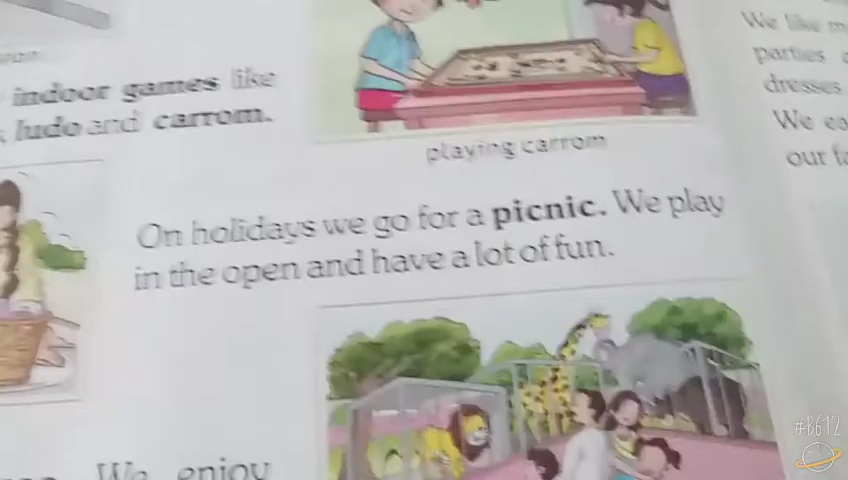 indoor games like
ludo and carrom.
playing carrom
On holidays we go for a picnic. We play
in the open and have a lot of fun.
We enjoy
We like
parties
dresses
We
our
#B612